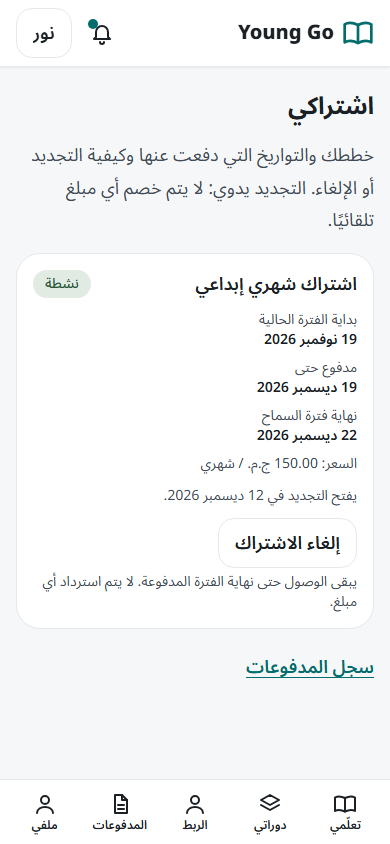 Young Go
نور
اشتراكي
خططك والتواريخ التي دفعت عنها وكيفية التجديد
أو الإلغاء. التجديد يدوي: لا يتم خصم أي مبلغ
تلقائيًا.
اشتراك شهري إبداعي
نشطة
بداية الفترة الحالية
19 نوفمبر 2026
مدفوع حتى
19 ديسمبر 2026
نهاية فترة السماح
22 ديسمبر 2026
السعر: 150.00 ج.م. / شهري
يفتح التجديد في 12 ديسمبر 2026.
إلغاء الاشتراك
يبقى الوصول حتى نهاية الفترة المدفوعة. لا يتم استرداد أي
مبلغ.
سجل المدفوعات
تعلّمي
دوراتي
الربط
المدفوعات
ملفي